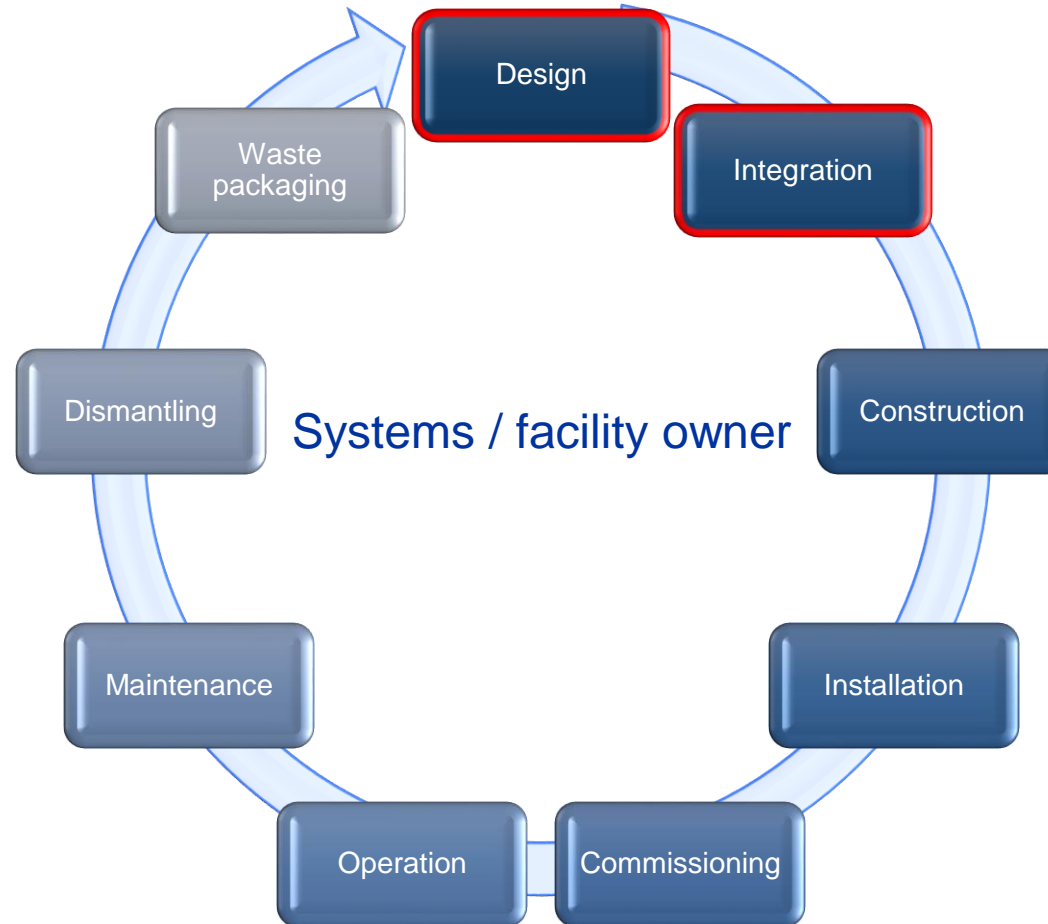 Design
Integration
Construction
Installation
Commissioning
Operation
Maintenance
Dismantling
Waste
packaging
Systems / facility owner